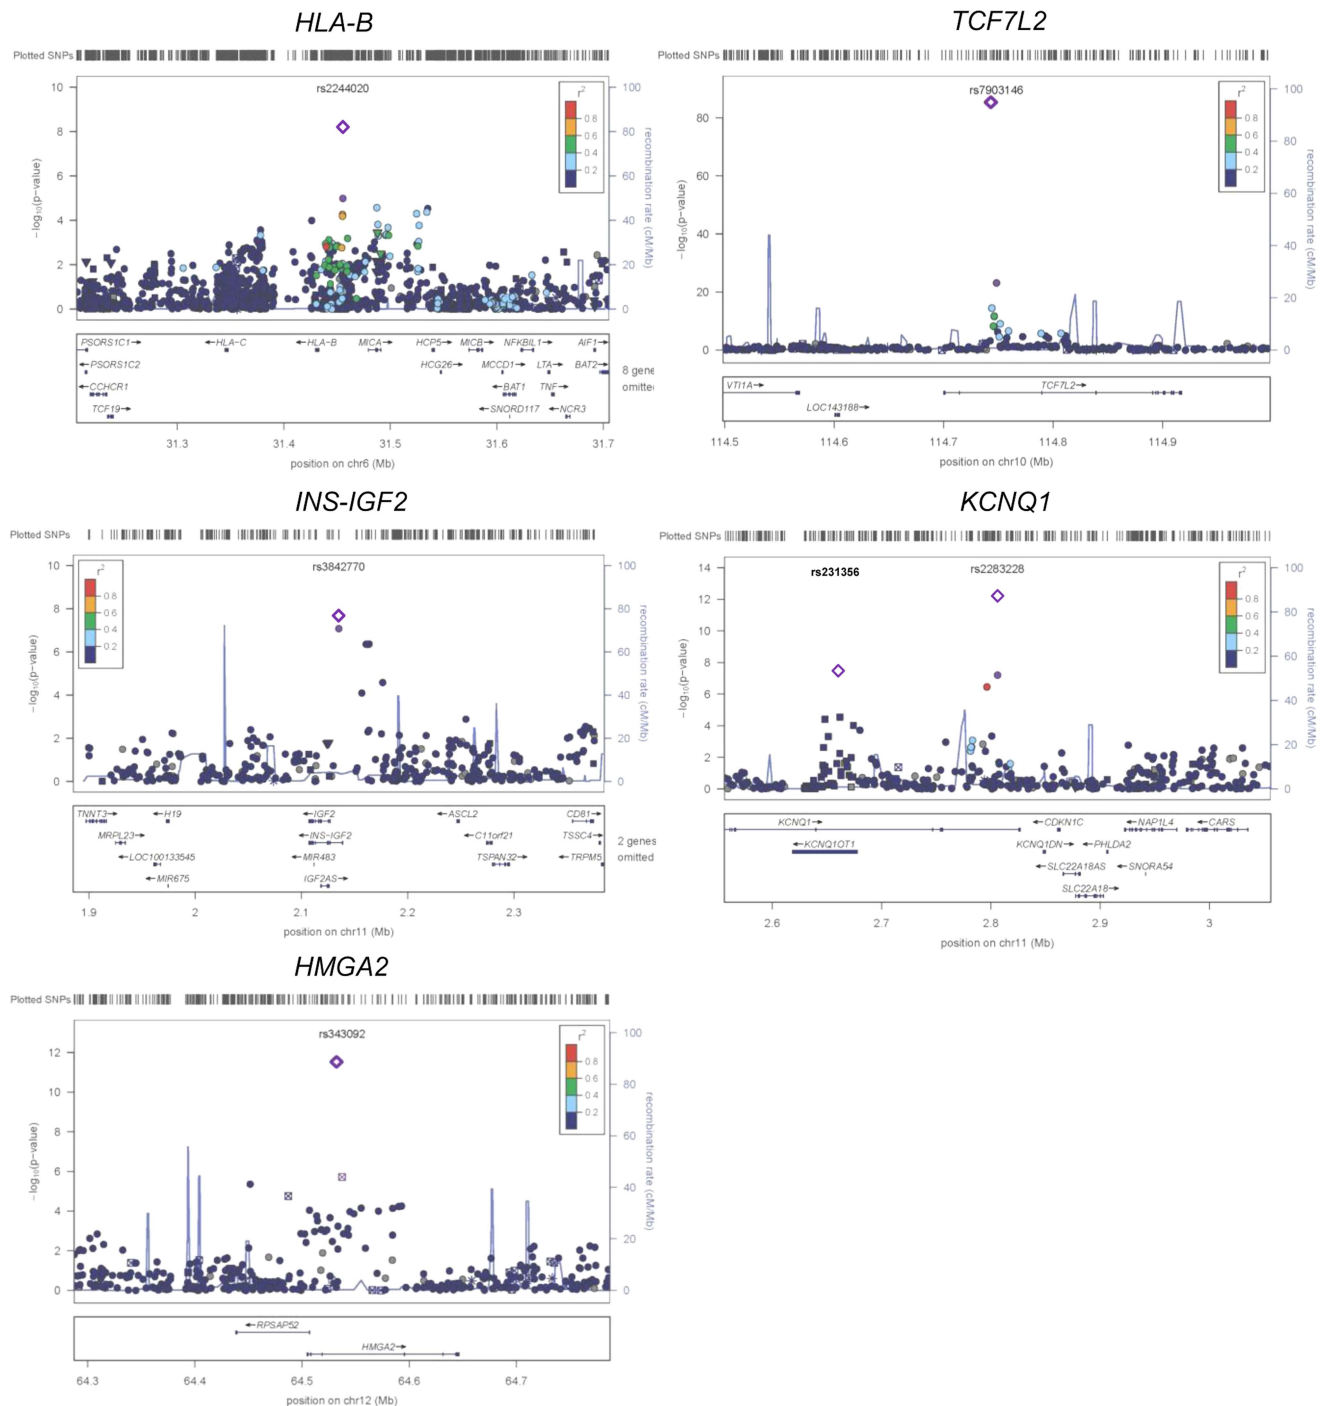 HLA-B
Plotted SNPs
10
8
6
4
2
0
100
80
60
40
20
0
−log10(p−value)
recombination rate (cM/Mb)
rs2244020
r2
0.8
0.6
0.4
0.2
PSORS1C1→ ←HLA−C ←HLA−B MICA→ HCP5→ MICB→ NFKBIL1→ AIF1→
←PSORS1C2 HCG26→ MCCD1→ LTA→ BAT2→
8 gene
←CCHCR1 ←BAT1 TNF→
omitte
TCF19→ ←SNORD117 ←NCR3
31.3 31.4 31.5 31.6 31.7
position on chr6 (Mb)
TCF7L2
Plotted SNPs
80
60
40
20
0
100
80
60
40
20
0
−log10(p−value)
recombination rate (cM/Mb)
rs7903146
r2
0.8
0.6
0.4
0.2
VTI1A→ TCF7L2→
LOC143188→
114.5 114.6 114.7 114.8 114.9
position on chr10 (Mb)
INS-IGF2
Plotted SNPs
10
8
6
4
2
0
100
80
60
40
20
0
−log10(p−value)
recombination rate (cM/Mb)
rs3842770
r2
0.8
0.6
0.4
0.2
TNNT3→ ←H19 ←IGF2 ←ASCL2 CD81→
MRPL23→ ←INS−IGF2 ←C11orf21 TSSC4→
2 genes
←LOC100133545 ←MIR483 TSPAN32→ ←TRPM5
omitted
←MIR675 IGF2AS→
1.9 2 2.1 2.2 2.3
position on chr11 (Mb)
KCNQ1
Plotted SNPs
14
12
10
8
6
4
2
0
100
80
60
40
20
0
−log10(p−value)
recombination rate (cM/Mb)
rs231356
rs2283228
r2
0.8
0.6
0.4
0.2
KCNQ1→ ←CDKN1C ←NAP1L4 ←CARS
←KCNQ1OT1 KCNQ1DN→ ←PHLDA2
←SLC22A18AS ←SNORA54
SLC22A18→
2.6 2.7 2.8 2.9 3
position on chr11 (Mb)
HMGA2
Plotted SNPs
12
10
8
6
4
2
0
100
80
60
40
20
0
−log10(p−value)
recombination rate (cM/Mb)
rs343092
r2
0.8
0.6
0.4
0.2
←RPSAP52
HMGA2→
64.3 64.4 64.5 64.6 64.7
position on chr12 (Mb)